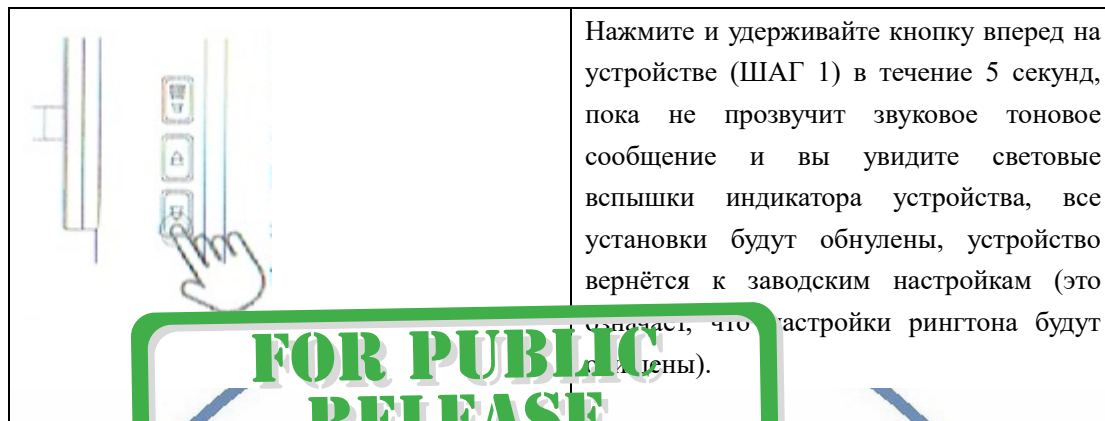 Нажмите и удерживайте кнопку вперед на
устройстве (ШАГ 1) в течение 5 секунд,
пока не прозвучит звуковое тоновое
сообщение и вы увидите световые
вспышки индикатора устройства, все
установки будут обнулены, устройство
вернётся к заводским настройкам (это
означает, что настройки рингтона будут
FOR PUBLIC
RELEASE